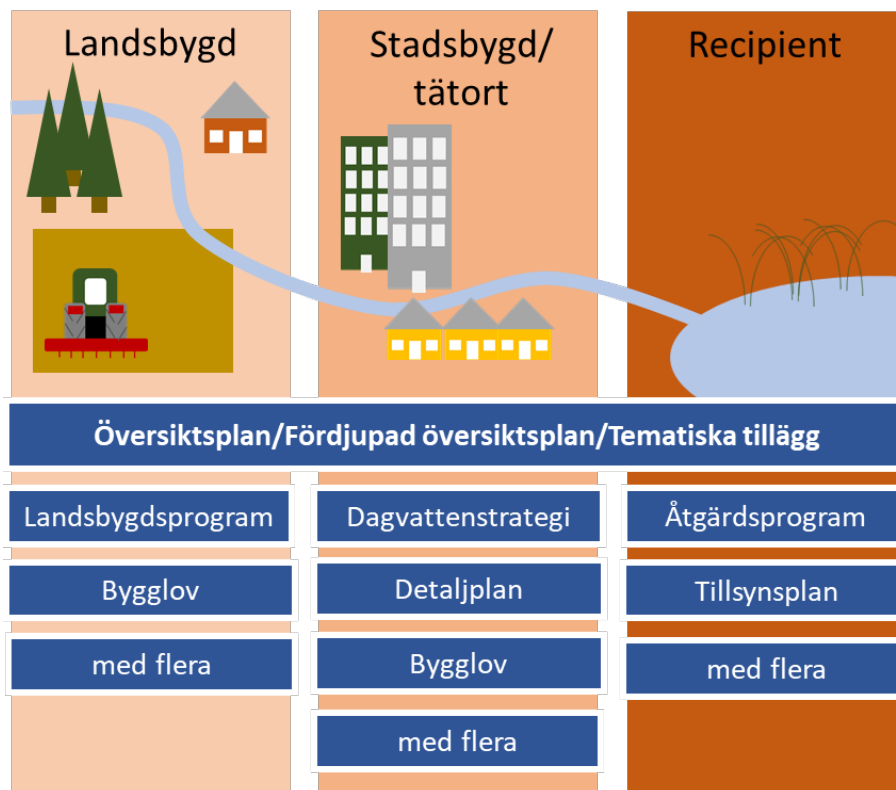 Landsbygd
Stadsbygd/
tätort
Recipient
Översiktsplan/Fördjupad översiktsplan/Tematiska tillägg
Landsbygdsprogram
Bygglov
med flera
Dagvattenstrategi
Detaljplan
Bygglov
med flera
Åtgärdsprogram
Tillsynsplan
med flera